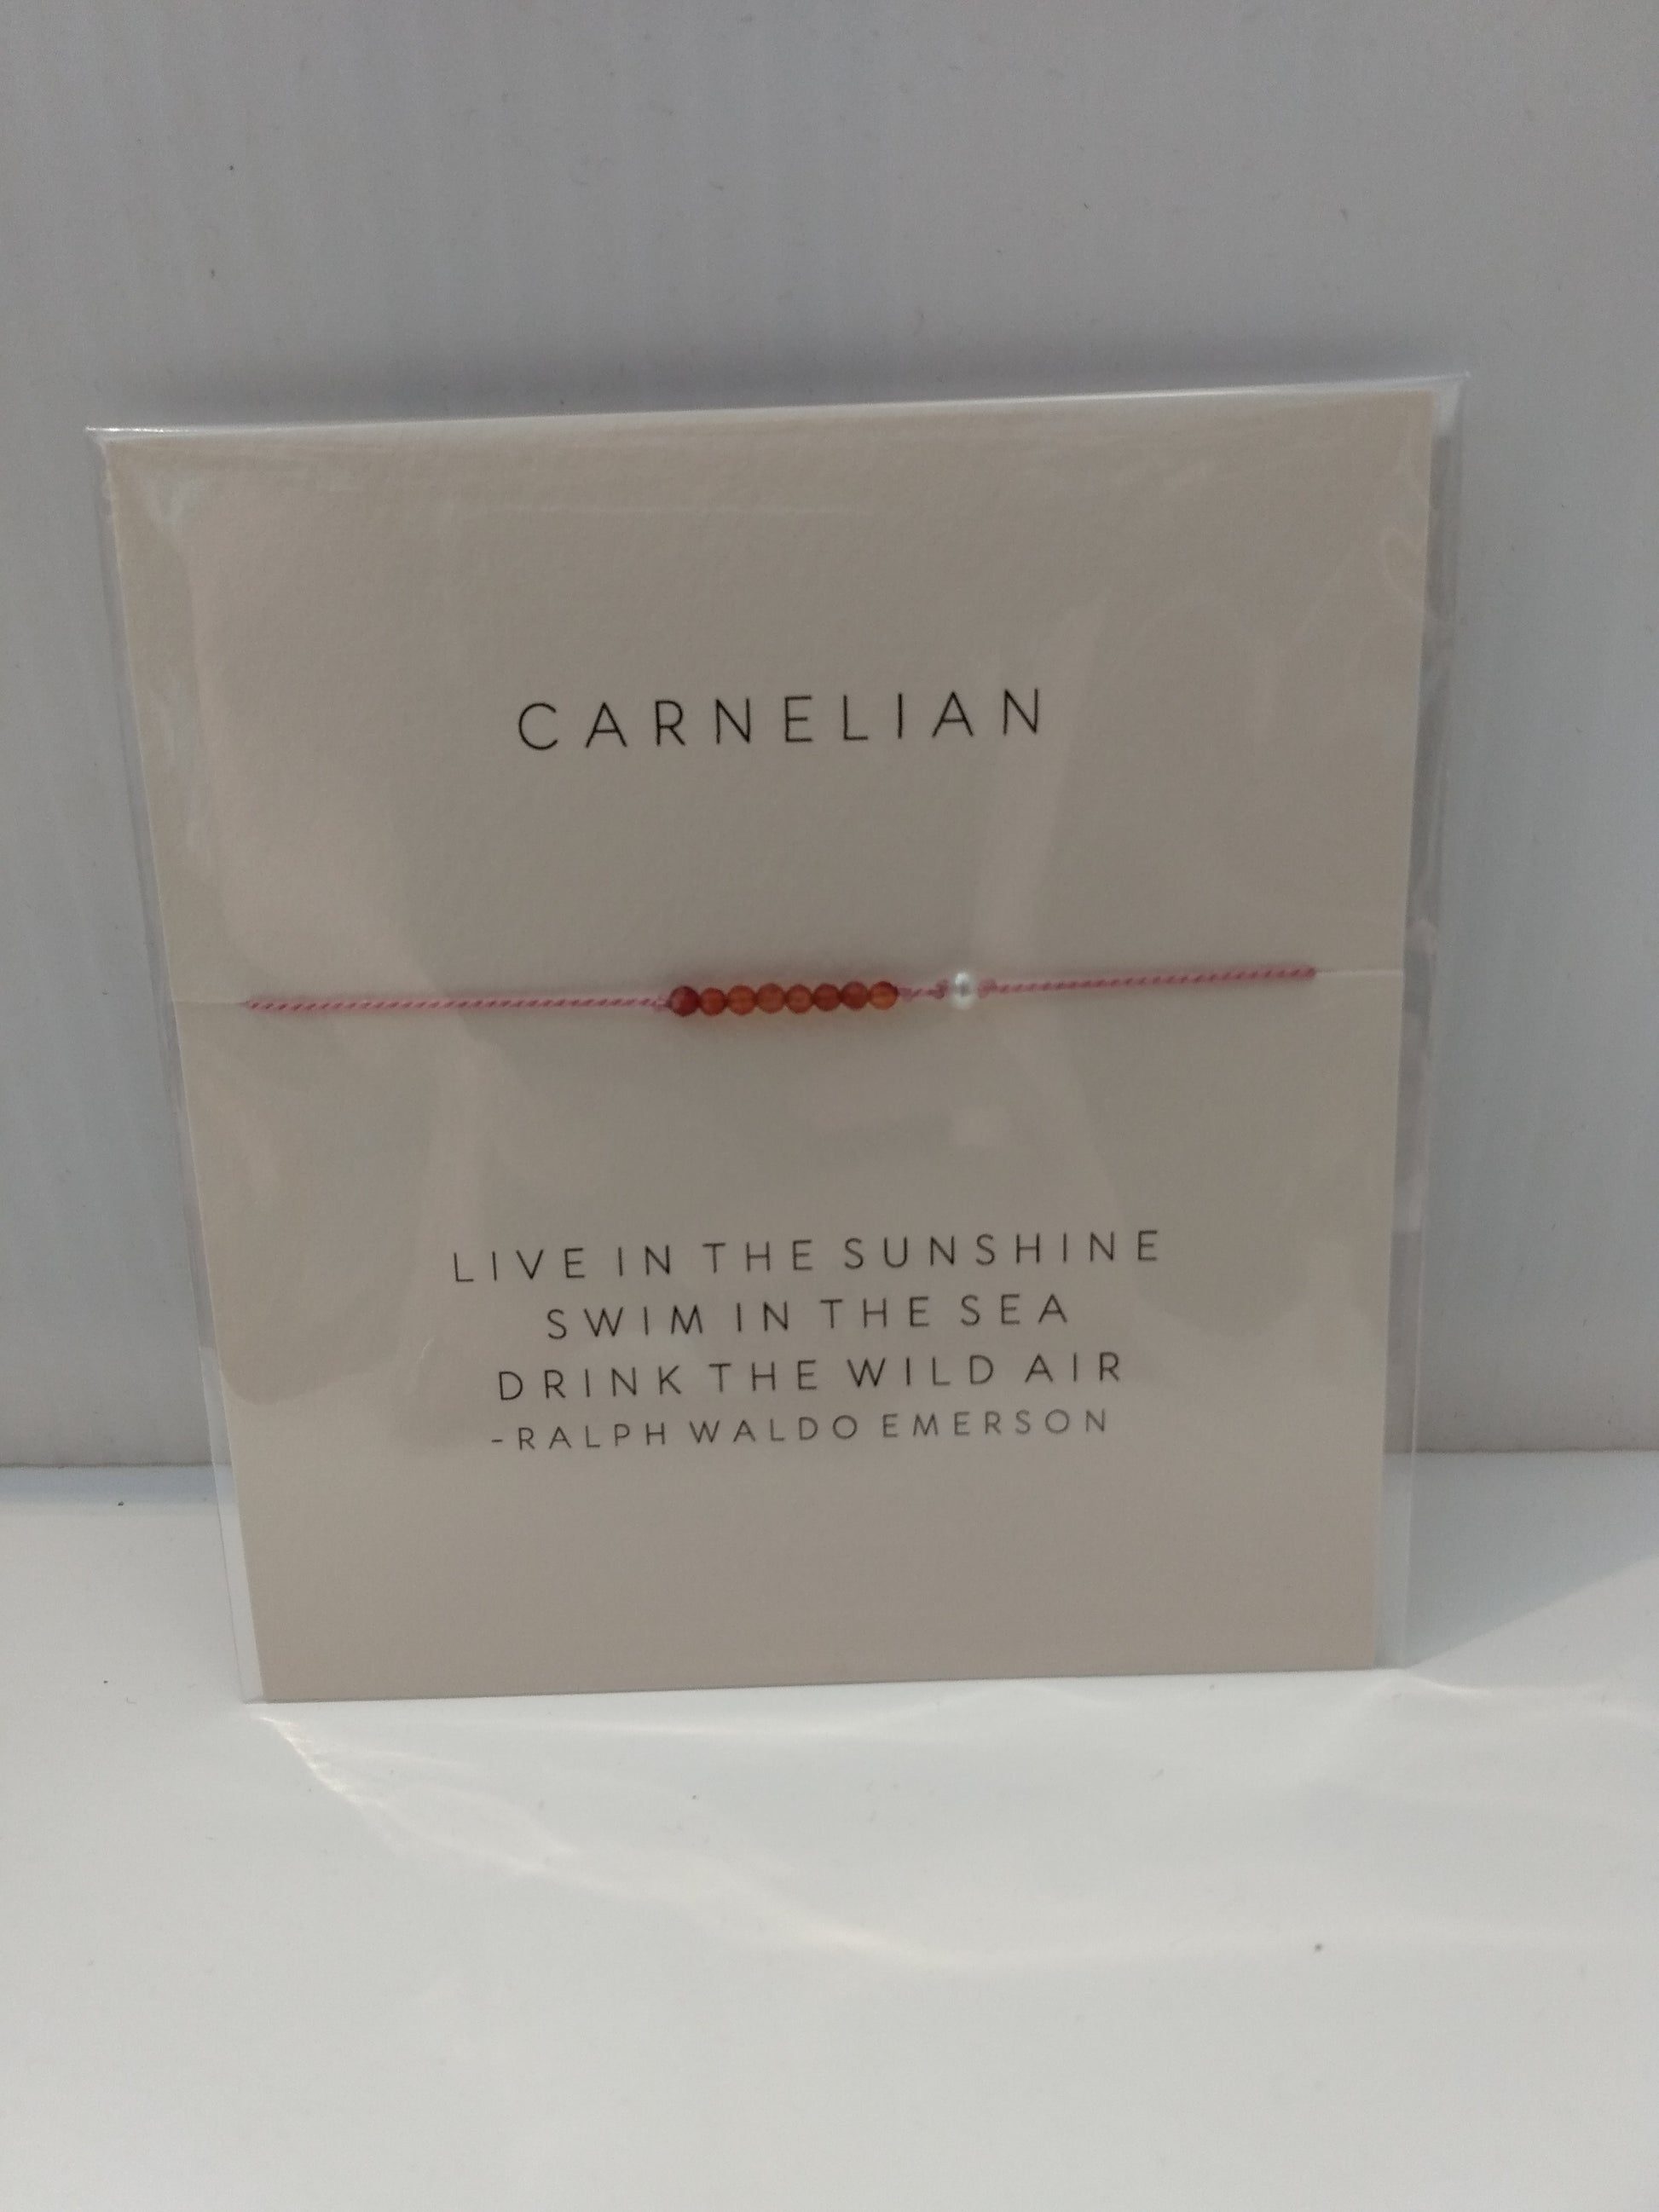 CARNELIAN
LIVE IN THE SUNSHINE
SWIM IN THE SEA
DRINK THE WILD AIR
-RALPH WALDO EMERSON